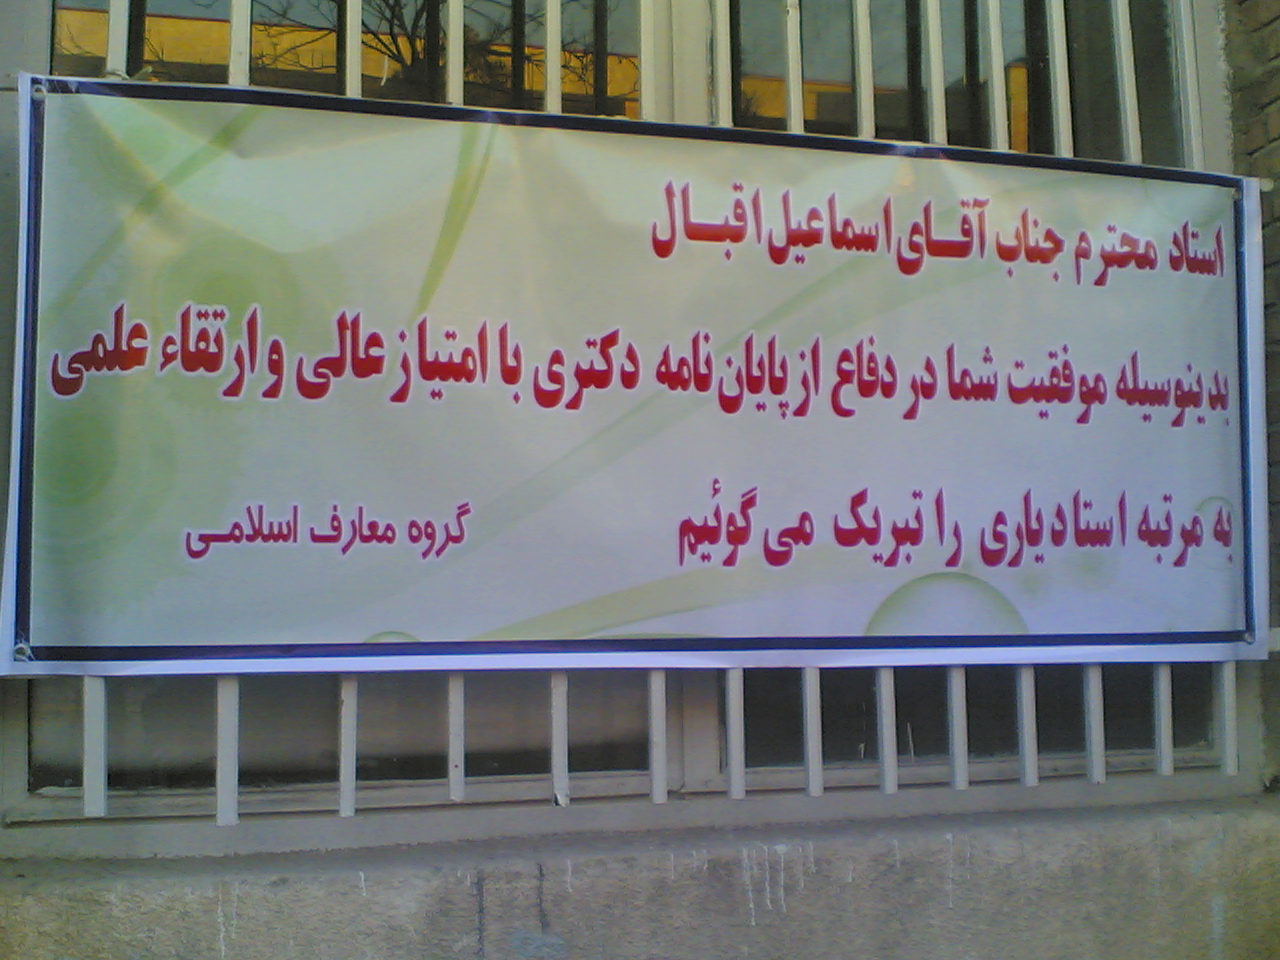 استاد محترم جناب آقای اسماعیل اقبال
بدینوسیله موفقیت شما در دفاع از پایان نامه دکتری با امتیاز عالی و ارتقاء علمی
به مرتبه استادیاری را تبریک می گوئیم
گروه معارف اسلامی